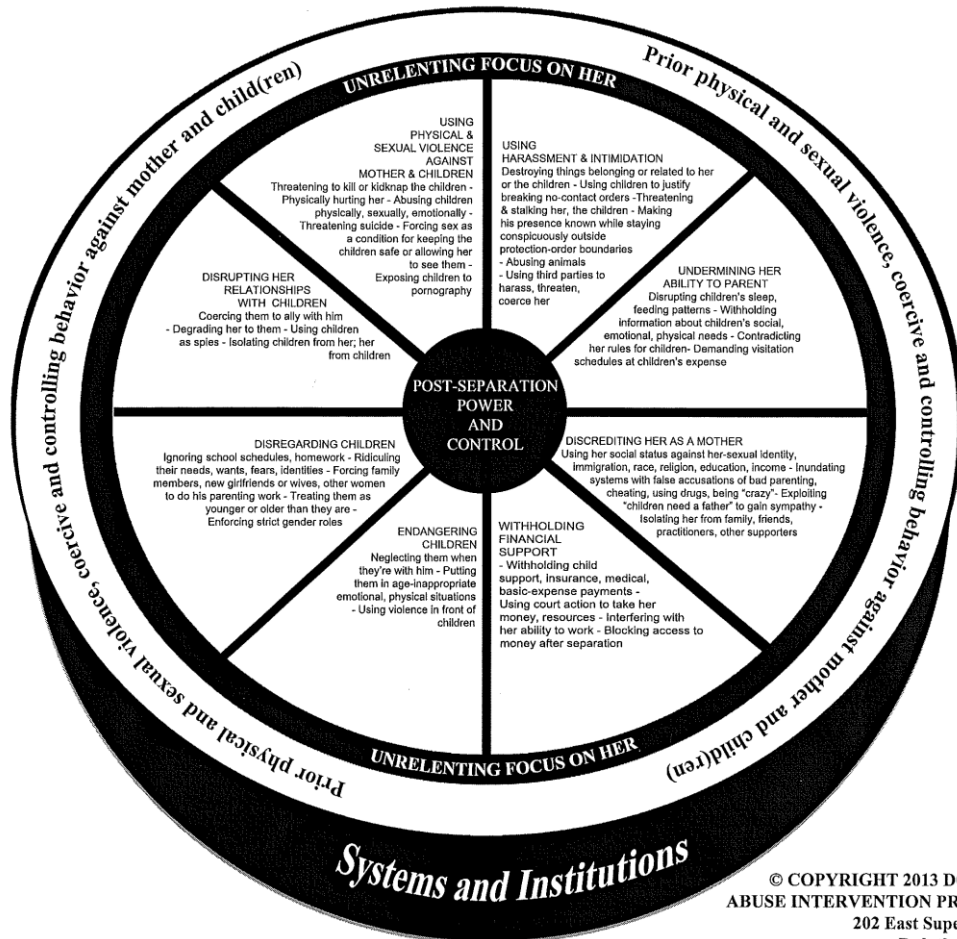 Prior physical and sexual violence, coercive and controlling behavior against mother and child(ren)
Prior physical and sexual violence, coercive and controlling behavior against mother and child(ren)
UNRELENTING FOCUS ON HER
USING
PHYSICAL &
SEXUAL VIOLENCE
AGAINST
MOTHER & CHILDREN
Threatening to kill or kidknap the children -
Physically hurting her - Abusing children
physically, sexually, emotionally -
Threatening suicide - Forcing sex as
a condition for keeping the
children safe or allowing her
to see them -
Exposing children to
pornography
USING
HARASSMENT & INTIMIDATION
Destroying things belonging or related to her
or the children - Using children to justify
breaking no-contact orders -Threatening
& stalking her, the children - Making
his presence known while staying
conspicuously outside
protection-order boundaries
- Abusing animals
- Using third parties to
harass, threaten,
coerce her
UNDERMINING HER
ABILITY TO PARENT
Disrupting children's sleep,
feeding patterns - Withholding
information about children's social,
emotional, physical needs - Contradicting
her rules for children- Demanding visitation
schedules at children's expense
DISRUPTING HER
RELATIONSHIPS
WITH CHILDREN
Coercing them to ally with him
- Degrading her to them - Using children
as spies - Isolating children from her; her
from children
POST-SEPARATION
POWER
AND
CONTROL
DISREGARDING CHILDREN
Ignoring school schedules, homework - Ridiculing
their needs, wants, fears, identities - Forcing family
members, new girlfriends or wives, other women
to do his parenting work - Treating them as
younger or older than they are -
Enforcing strict gender roles
DISCREDITING HER AS A MOTHER
Using her social status against her-sexual identity,
immigration, race, religion, education, income - Inundating
systems with false accusations of bad parenting,
cheating, using drugs, being “crazy”- Exploiting
“children need a father” to gain sympathy -
Isolating her from family, friends,
practitioners, other supporters
ENDANGERING
CHILDREN
Neglecting them when
they're with him - Putting
them in age-inappropriate
emotional, physical situations
- Using violence in front of
children
WITHHOLDING
FINANCIAL
SUPPORT
- Withholding child
support, insurance, medical,
basic-expense payments -
Using court action to take her
money, resources - Interfering with
her ability to work - Blocking access to
money after separation
UNRELENTING FOCUS ON HER
Systems and Institutions
© COPYRIGHT 2013
ABUSE INTERVENTION
202 East